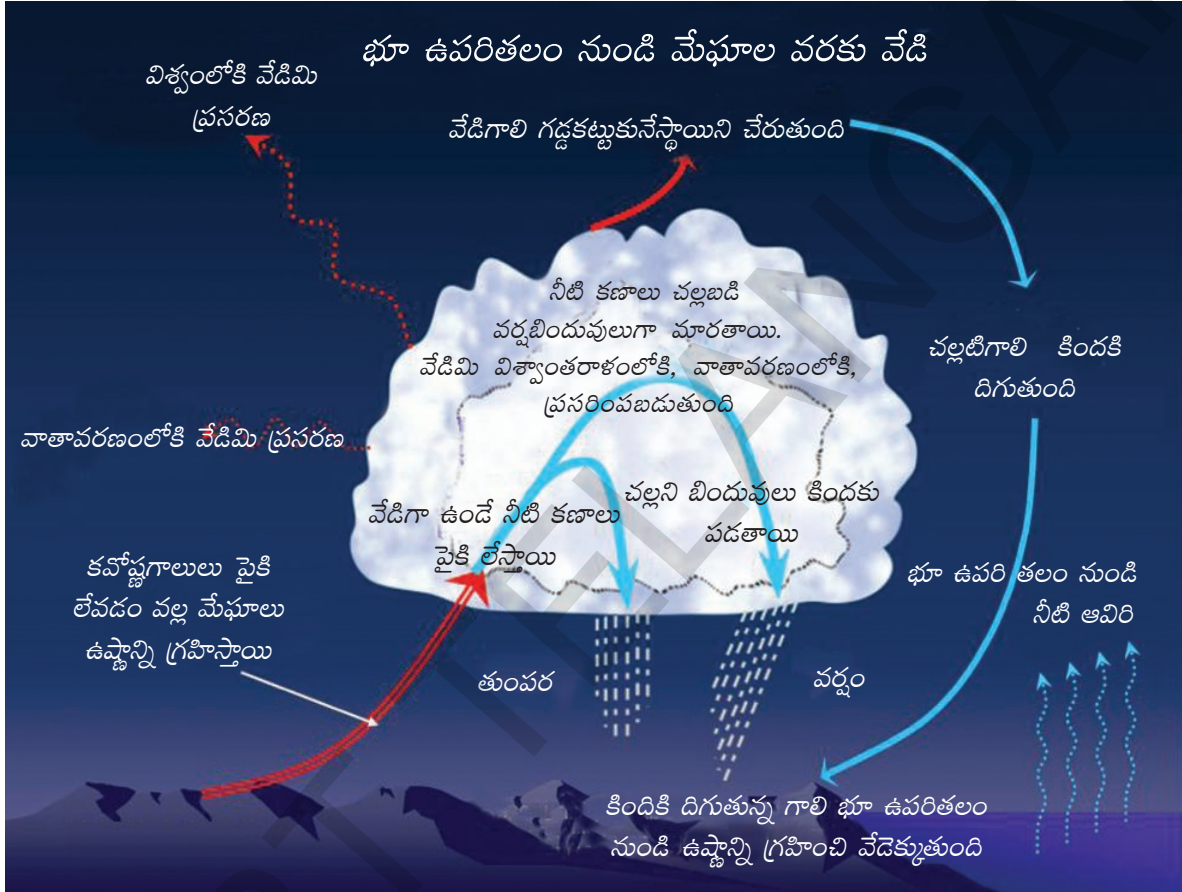 భూ ఉపరితలం నుండి మేఘాల వరకు వేడి
విశ్వంలోకి వేడిమి
ప్రసరణ
వేడిగాలి గడ్డకట్టుకునేస్థాయిని చేరుతుంది
నీటి కణాలు చల్లబడి
వర్షబిందువులుగా మారతాయి.
వేడిమి విశ్వాంతరాళంలోకి, వాతావరణంలోకి,
ప్రసరింపబడుతుంది
చల్లటిగాలి కిందకి
దిగుతుంది
వాతావరణంలోకి వేడిమి ప్రసరణ
వేడిగా ఉండే నీటి కణాలు
పైకి లేస్తాయి
చల్లని బిందువులు కిందకు
పడతాయి
కవోష్ణగాలులు పైకి
లేవడం వల్ల మేఘాలు
ఉష్ణాన్ని గ్రహిస్తాయి
భూ ఉపరి తలం నుండి
నీటి ఆవిరి
తుంపర
వర్షం
కిందికి దిగుతున్న గాలి భూ ఉపరితలం
నుండి ఉష్ణాన్ని గ్రహించి వేడెక్కుతుంది